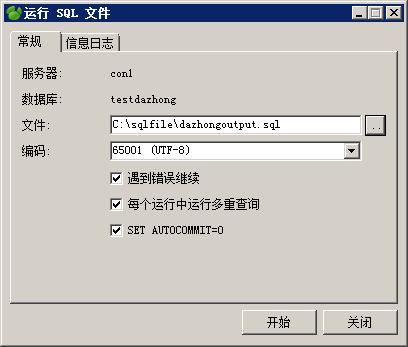 运行 SQL 文件
常规 信息日志
服务器: con1
数据库: testdazhong
文件: C:\sqlfile\dazhongoutput.sql ..
编码: 65001 (UTF-8)
遇到错误继续
每个运行中运行多重查询
SET AUTOCOMMIT=0
开始 关闭